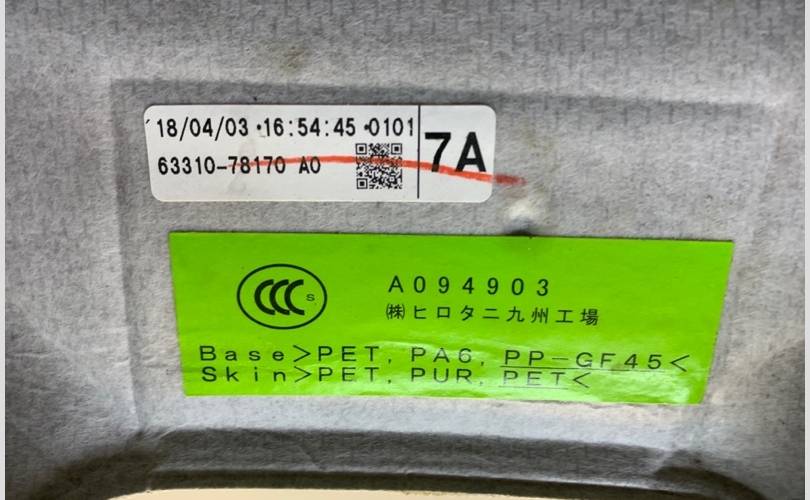 '18/04/03・16:54:45・0101
63310-78170 A0
7A
CCC S
A094903
㈱ヒロタニ九州工場
Base>PET, PA6, PP-GF45<
Skin>PET, PUR, PET<